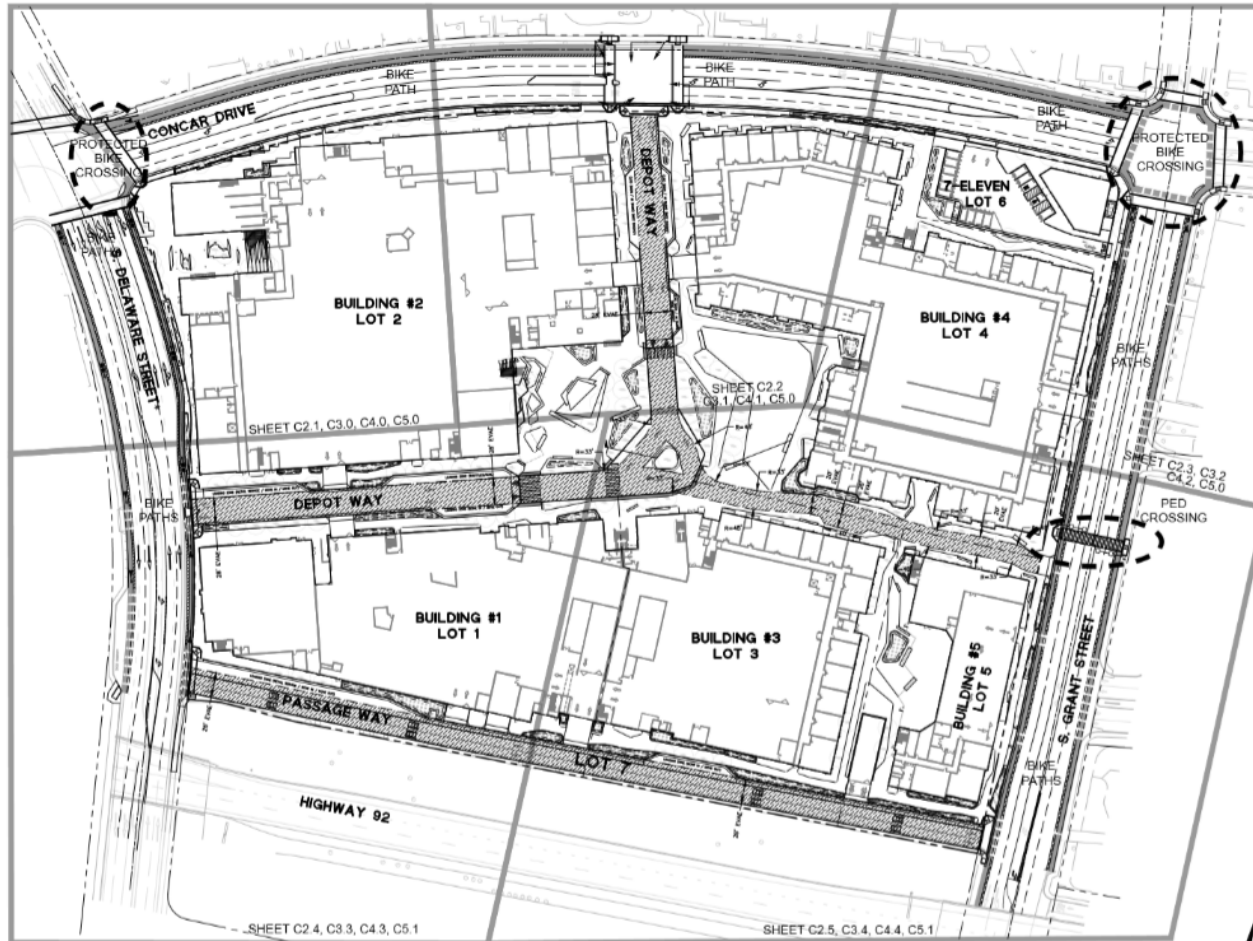 BIKE
PATH
BIKE
PATH
BIKE
PATH
CONCAR DRIVE
PROTECTED
BIKE
CROSSING
PROTECTED
BIKE
CROSSING
DEPOT WAY
7-ELEVEN
LOT 6
BIKE
PATHS
S. DELAWARE STREET
BUILDING #2
LOT 2
BUILDING #4
LOT 4
BIKE
PATHS
SHEET C2.2
C3.1, C4.1, C5.0
SHEET C2.1, C3.0, C4.0, C5.0
SHEET C2.3, C3.2
C4.2, C5.0
BIKE
PATHS
DEPOT WAY
PED
CROSSING
BUILDING #1
LOT 1
BUILDING #3
LOT 3
BUILDING #5
LOT 5
S. GRANT STREET
PASSAGE WAY
LOT 7
BIKE
PATHS
HIGHWAY 92
SHEET C2.4, C3.3, C4.3, C5.1
SHEET C2.5, C3.4, C4.4, C5.1